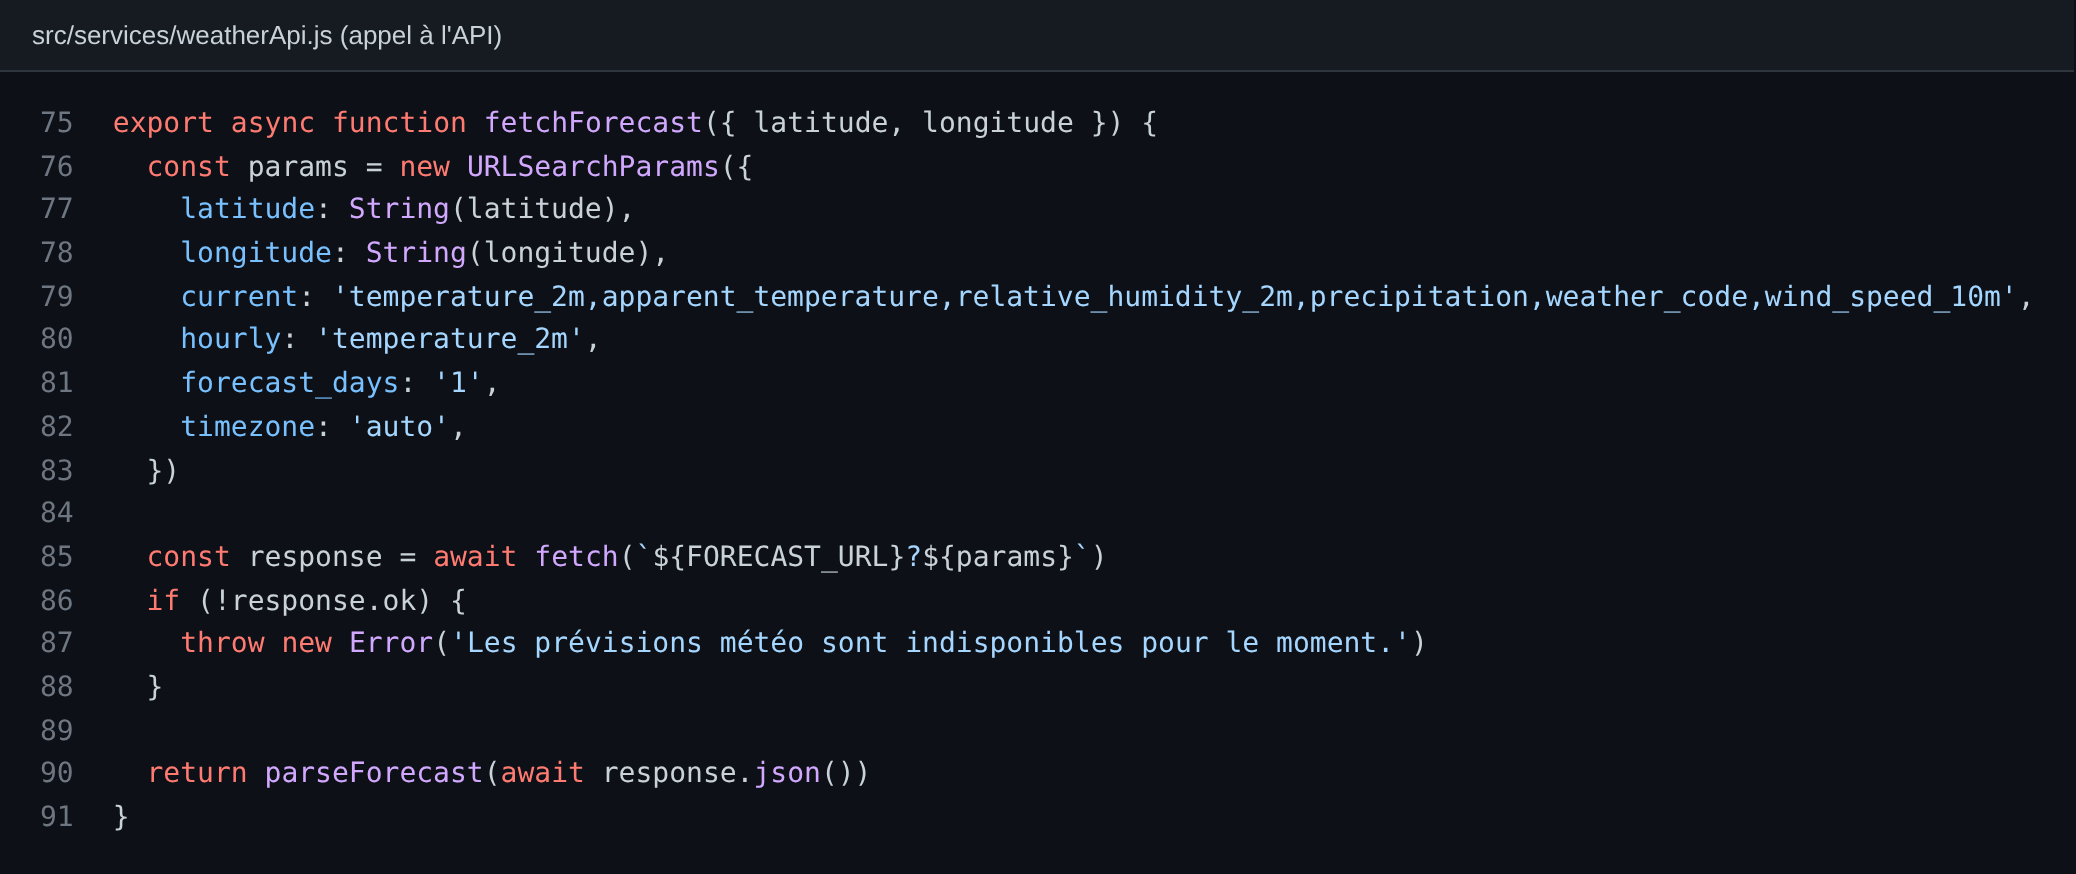 src/services/weatherApi.js (appel à l'API)
75 export async function fetchForecast({ latitude, longitude }) {
76   const params = new URLSearchParams({
77     latitude: String(latitude),
78     longitude: String(longitude),
79     current: 'temperature_2m,apparent_temperature,relative_humidity_2m,precipitation,weather_code,wind_speed_10m',
80     hourly: 'temperature_2m',
81     forecast_days: '1',
82     timezone: 'auto',
83   })
84
85   const response = await fetch(`${FORECAST_URL}?${params}`)
86   if (!response.ok) {
87     throw new Error('Les prévisions météo sont indisponibles pour le moment.')
88   }
89
90   return parseForecast(await response.json())
91 }